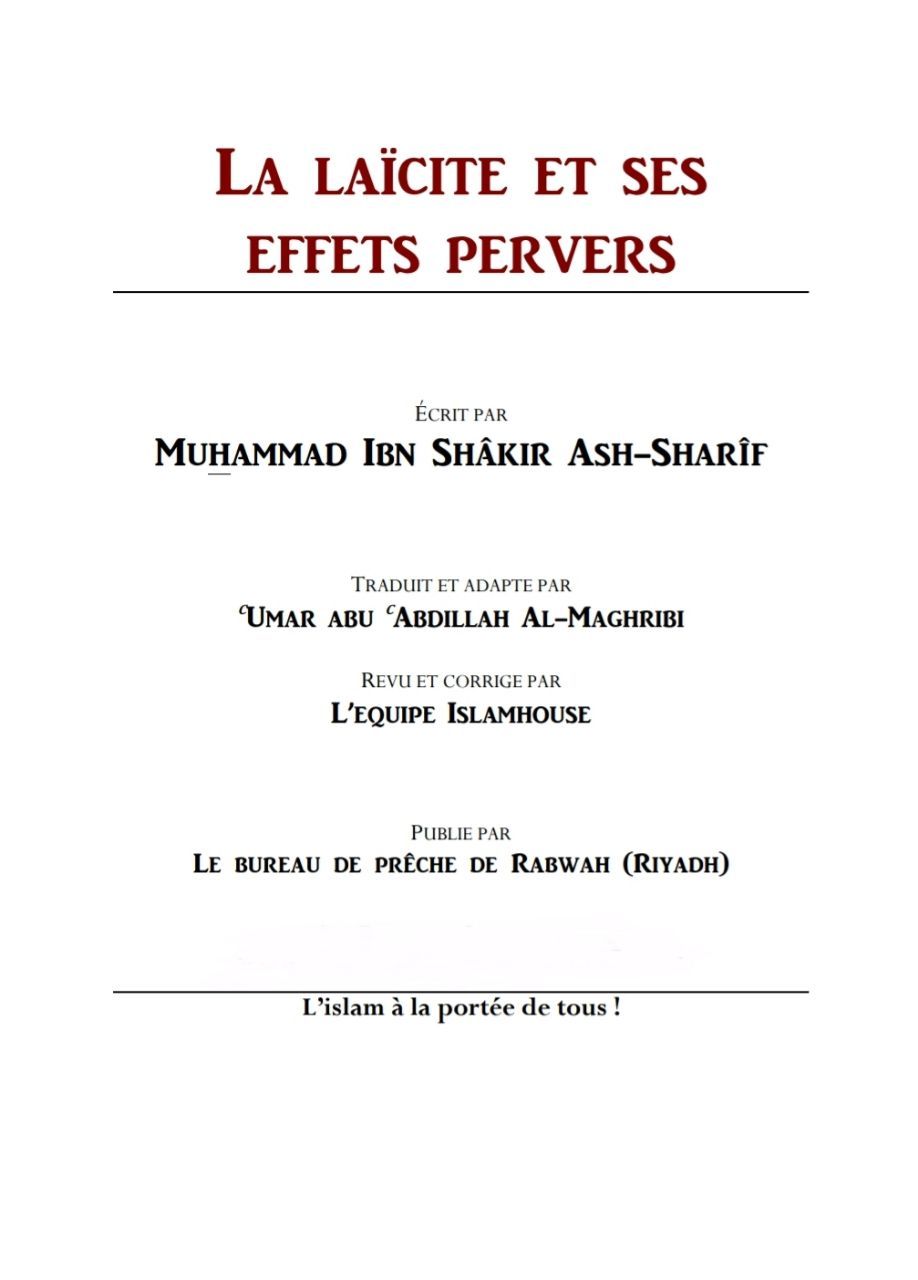 La laïcite et ses
effets pervers
Écrit par
Muhammad Ibn Shâkir Ash-Sharîf
Traduit et adapte par
ᶜUmar abu ᶜAbdillah Al-Maghribi
Revu et corrige par
L'equipe Islamhouse
Publie par
Le bureau de prêche de Rabwah (Riyadh)
L'islam à la portée de tous !